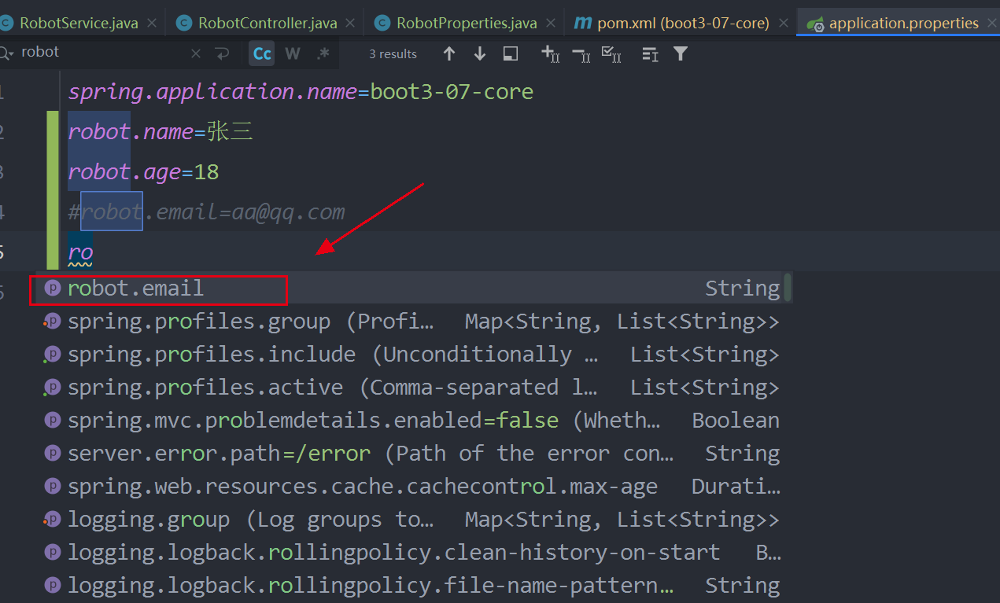 RobotService.java RobotController.java RobotProperties.java pom.xml (boot3-07-core) application.properties
robot Cc W .* 3 results
1 spring.application.name=boot3-07-core
2 robot.name=张三
3 robot.age=18
4 #robot.email=aa@qq.com
5 ro
6
robot.email String
spring.profiles.group (Profi… Map<String, List<String>>
spring.profiles.include (Unconditionally … List<String>
spring.profiles.active (Comma-separated l… List<String>
spring.mvc.problemdetails.enabled=false (Wheth… Boolean
server.error.path=/error (Path of the error con… String
spring.web.resources.cache.cachecontrol.max-age Durati…
logging.group (Log groups to… Map<String, List<String>>
logging.logback.rollingpolicy.clean-history-on-start B…
logging.logback.rollingpolicy.file-name-pattern… String